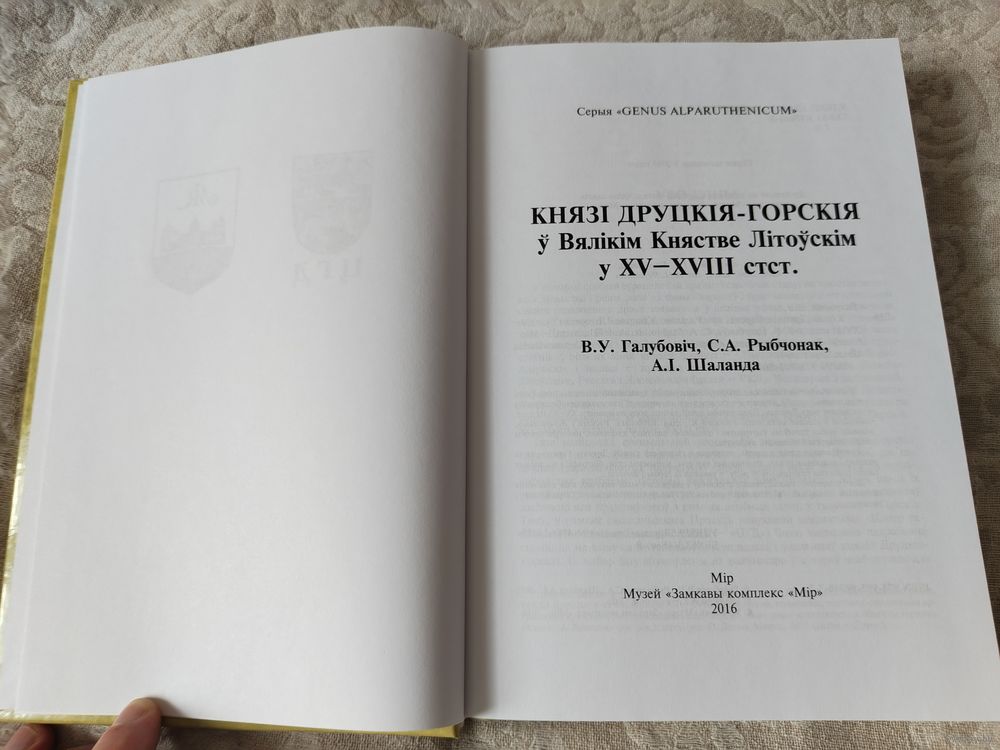 Серыя «GENUS ALPARUTHENICUM»
КНЯЗІ ДРУЦКІЯ-ГОРСКІЯ
ў Вялікім Княстве Літоўскім
у XV–XVIII стст.
В.У. Галубовіч, С.А. Рыбчонак,
А.І. Шаланда
Мір
Музей «Замкавы комплекс «Мір»
2016